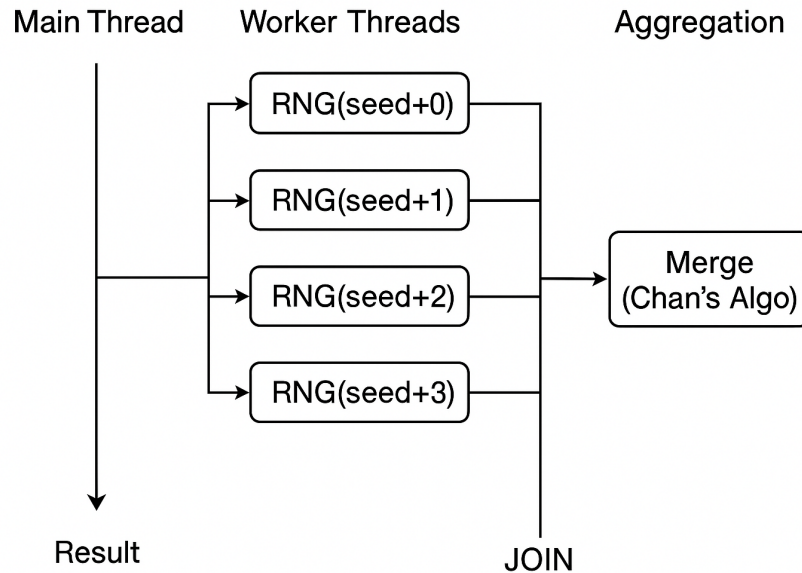 Main Thread
Worker Threads
Aggregation
RNG(seed+0)
RNG(seed+1)
RNG(seed+2)
RNG(seed+3)
Merge
(Chan's Algo)
Result
JOIN